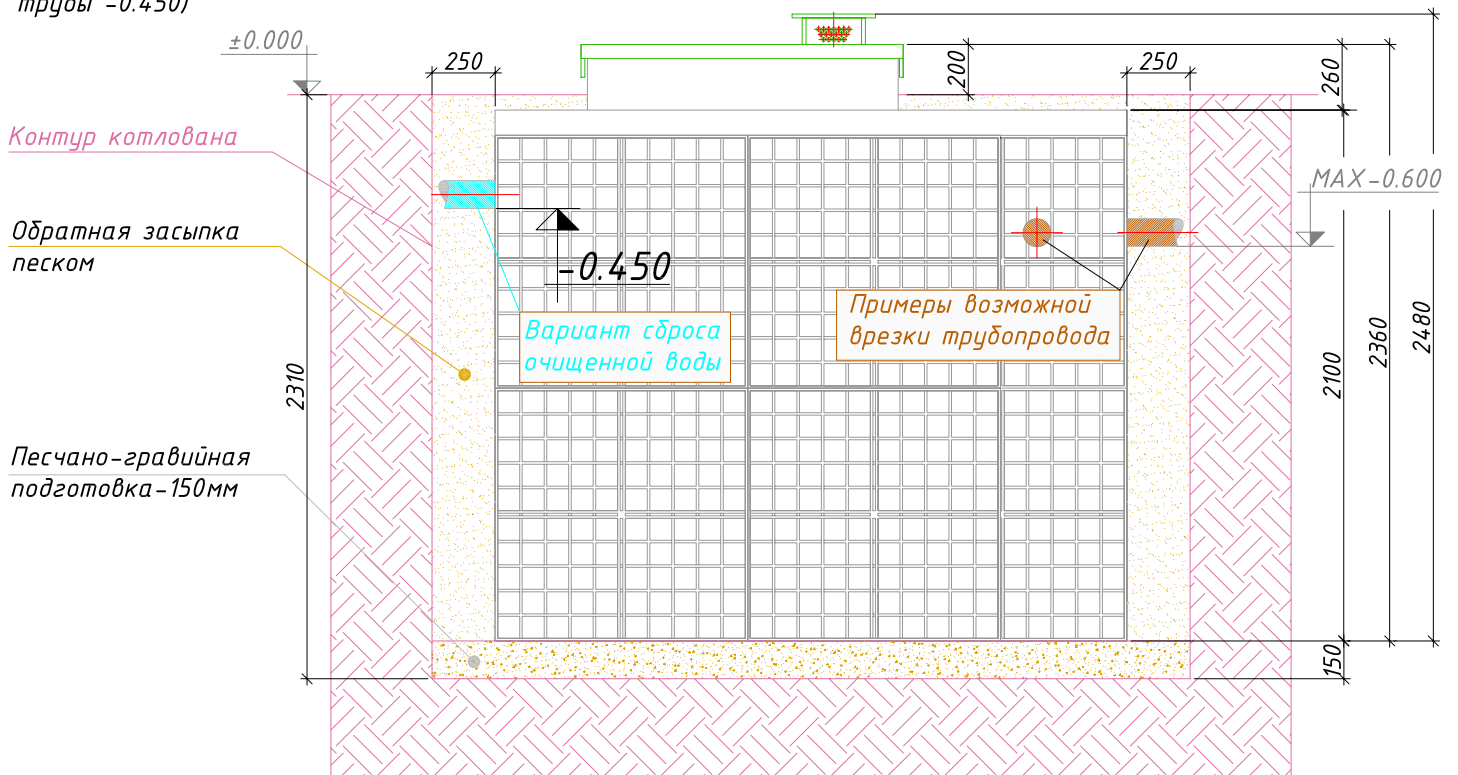 трубы -0.450)
±0.000
250
200
250
260
Контур котлована
MAX-0.600
Обратная засыпка
песком
-0.450
Примеры возможной
врезки трубопровода
Вариант сброса
очищенной воды
2310
2100
2360
2480
Песчано-гравийная
подготовка-150мм
150